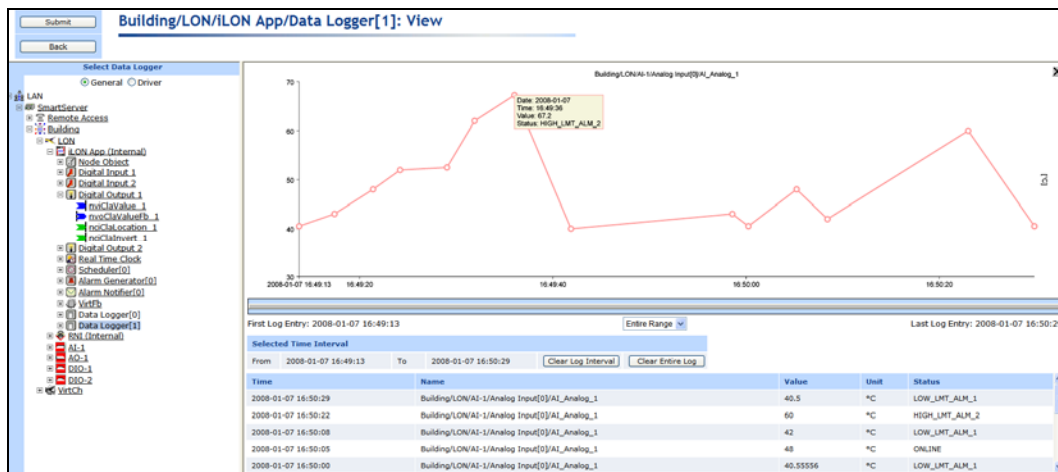 Submit
Back
Building/LON/iLON App/Data Logger[1]: View
Select Data Logger
General Driver
LAN
SmartServer
Remote Access
Building
LON
iLON App (Internal)
Node Object
Digital Input 1
Digital Input 2
Digital Output 1
nviClaValue_1
nvoClaValueFb_1
nciClaLocation_1
nciClaInvert_1
Digital Output 2
Real Time Clock
Scheduler[0]
Alarm Generator[0]
Alarm Notifier[0]
VirtFb
Data Logger[0]
Data Logger[1]
RNI (Internal)
AI-1
AO-1
DIO-1
DIO-2
VirtCh
Building/LON/AI-1/Analog Input[0]/AI_Analog_1
70
60
50
40
30
Date: 2008-01-07
Time: 16:49:36
Value: 67.2
Status: HIGH_LMT_ALM_2
[°C]
2008-01-07 16:49:13 16:49:20 16:49:40 16:50:00 16:50:20
First Log Entry: 2008-01-07 16:49:13 Entire Range Last Log Entry: 2008-01-07 16:50:2
Selected Time Interval
From 2008-01-07 16:49:13 To 2008-01-07 16:50:29 Clear Log Interval Clear Entire Log
Time Name Value Unit Status
2008-01-07 16:50:29 Building/LON/AI-1/Analog Input[0]/AI_Analog_1 40.5 °C LOW_LMT_ALM_1
2008-01-07 16:50:22 Building/LON/AI-1/Analog Input[0]/AI_Analog_1 60 °C HIGH_LMT_ALM_2
2008-01-07 16:50:08 Building/LON/AI-1/Analog Input[0]/AI_Analog_1 42 °C LOW_LMT_ALM_1
2008-01-07 16:50:05 Building/LON/AI-1/Analog Input[0]/AI_Analog_1 48 °C ONLINE
2008-01-07 16:50:00 Building/LON/AI-1/Analog Input[0]/AI_Analog_1 40.55556 °C LOW_LMT_ALM_1